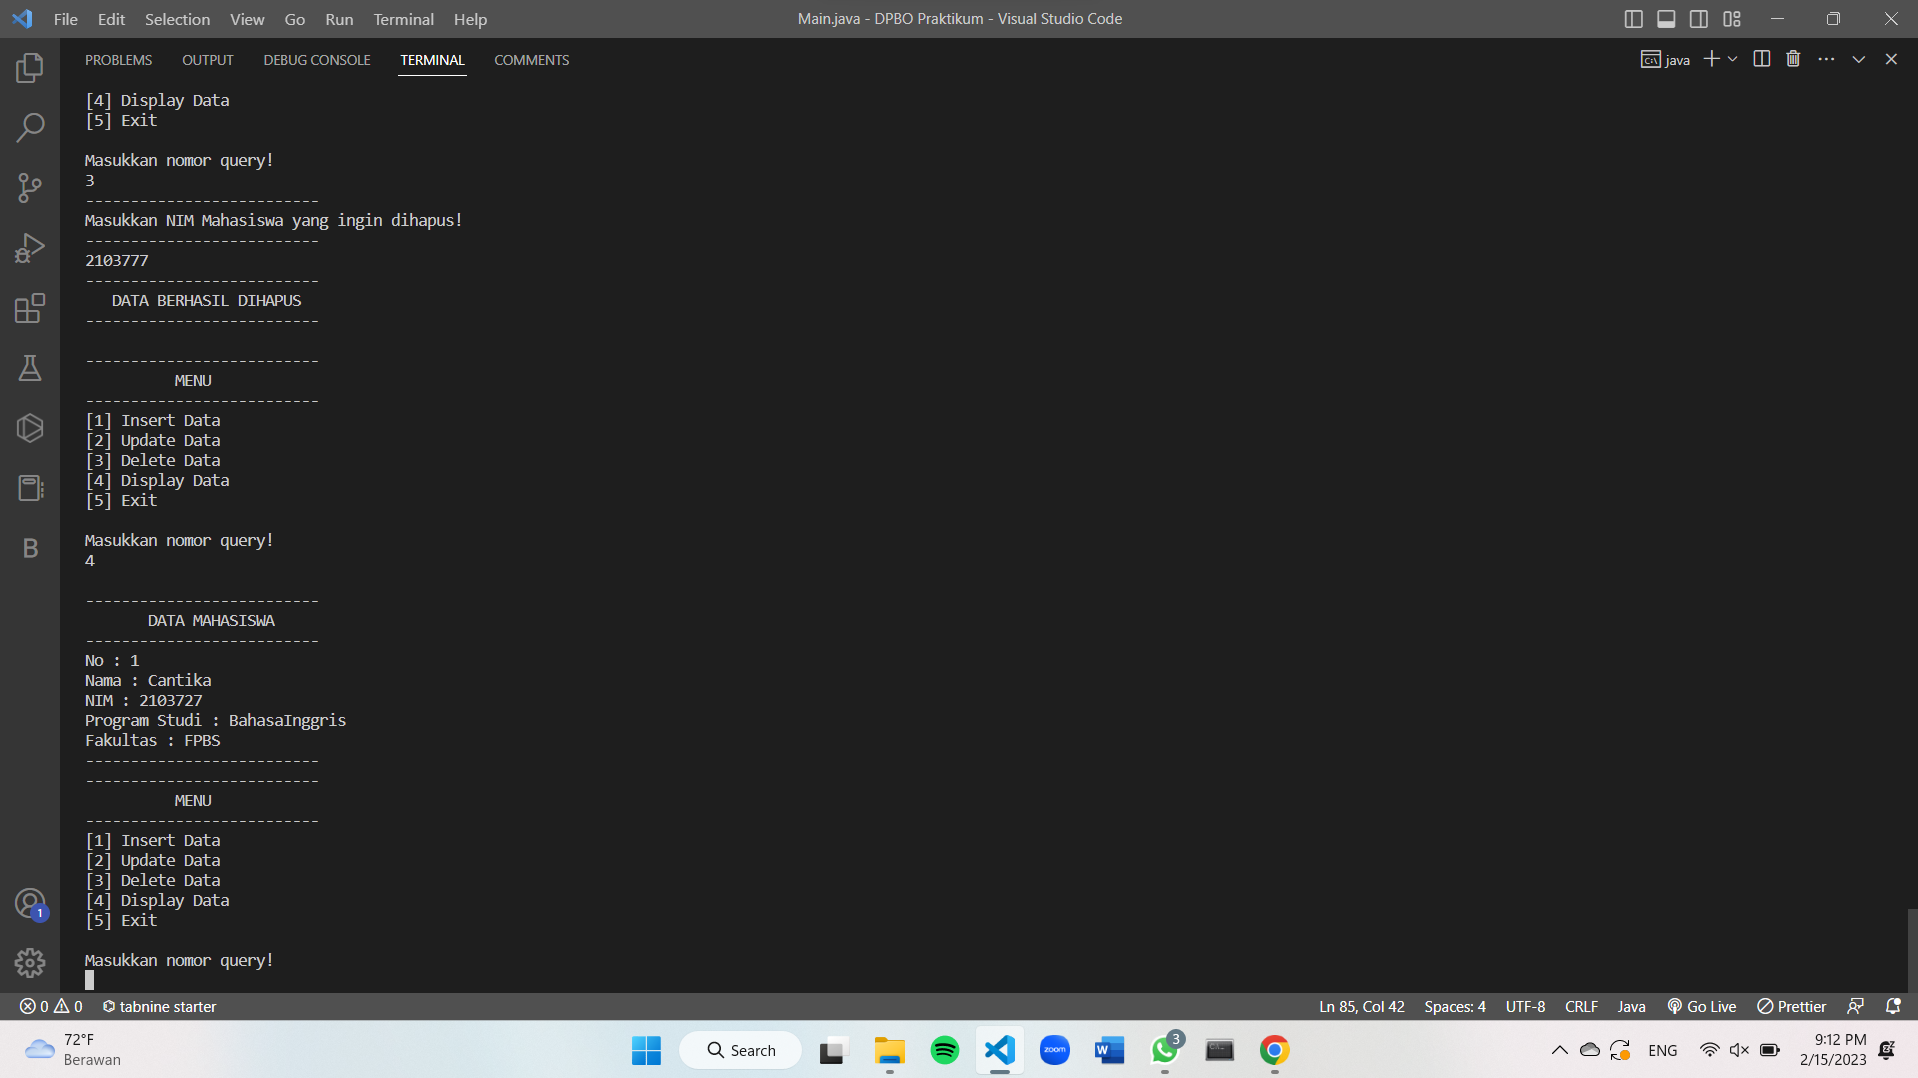 File Edit Selection View Go Run Terminal Help
Main.java - DPBO Praktikum - Visual Studio Code
PROBLEMS OUTPUT DEBUG CONSOLE TERMINAL COMMENTS
java
[4] Display Data
[5] Exit
Masukkan nomor query!
3
--------------------------
Masukkan NIM Mahasiswa yang ingin dihapus!
--------------------------
2103777
--------------------------
DATA BERHASIL DIHAPUS
--------------------------
--------------------------
MENU
--------------------------
[1] Insert Data
[2] Update Data
[3] Delete Data
[4] Display Data
[5] Exit
Masukkan nomor query!
4
--------------------------
DATA MAHASISWA
--------------------------
No : 1
Nama : Cantika
NIM : 2103727
Program Studi : BahasaInggris
Fakultas : FPBS
--------------------------
--------------------------
MENU
--------------------------
[1] Insert Data
[2] Update Data
[3] Delete Data
[4] Display Data
[5] Exit
Masukkan nomor query!
B
1
0 0 tabnine starter
Ln 85, Col 42 Spaces: 4 UTF-8 CRLF Java Go Live Prettier
72°F
Berawan
Search
zoom
W
3
ENG
9:12 PM
2/15/2023